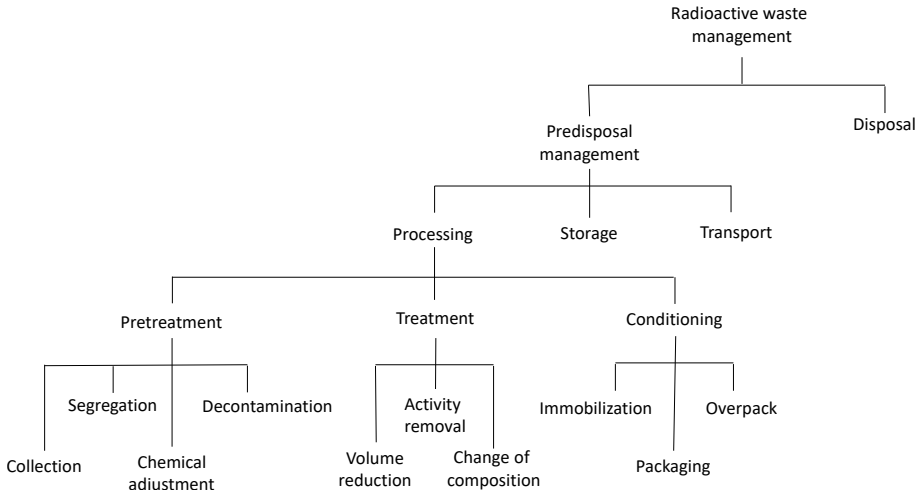 Radioactive waste
management
Disposal
Predisposal
management
Processing
Storage
Transport
Pretreatment
Treatment
Conditioning
Segregation
Decontamination
Activity
removal
Immobilization
Overpack
Collection
Chemical
adjustment
Volume
reduction
Change of
composition
Packaging